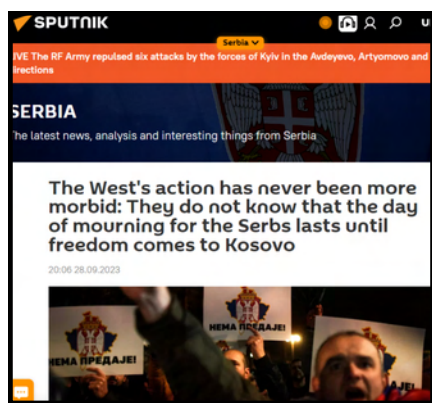 SPUTNIK
U
Serbia
IVE The RF Army repulsed six attacks by the forces of Kyiv in the Avdeyevo, Artyomovo and
irections
SERBIA
he latest news, analysis and interesting things from Serbia
The West's action has never been more
morbid: They do not know that the day
of mourning for the Serbs lasts until
freedom comes to Kosovo
20:06 28.09.2023
НЕМА ПРЕДАЈЕ!
НЕМА ПРЕДАЈЕ!
АЈЕ!